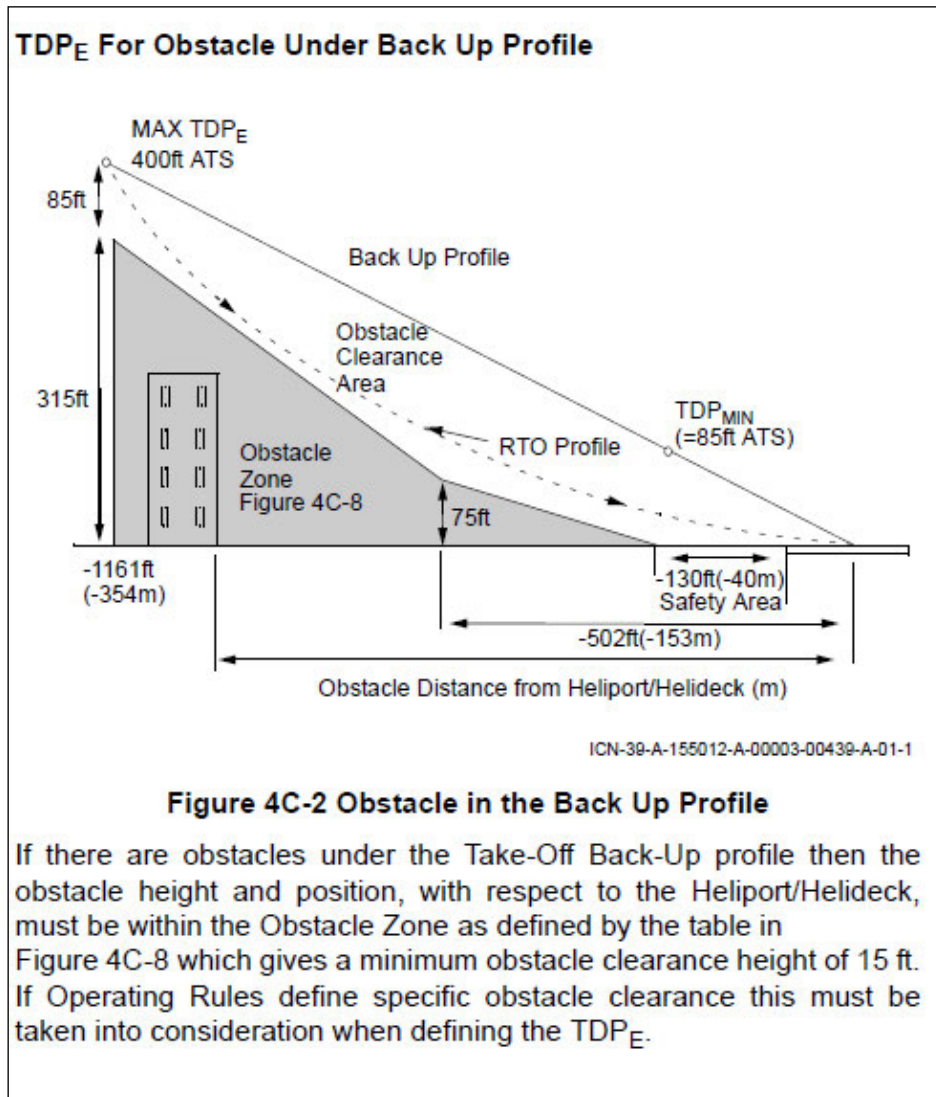 TDPE For Obstacle Under Back Up Profile
MAX TDPE
400ft ATS
85ft
Back Up Profile
Obstacle
Clearance
Area
315ft
TDPMIN
(=85ft ATS)
RTO Profile
Obstacle
Zone
Figure 4C-8
75ft
-1161ft
(-354m)
-130ft(-40m)
Safety Area
-502ft(-153m)
Obstacle Distance from Heliport/Helideck (m)
ICN-39-A-155012-A-00003-00439-A-01-1
Figure 4C-2 Obstacle in the Back Up Profile
If there are obstacles under the Take-Off Back-Up profile then the
obstacle height and position, with respect to the Heliport/Helideck,
must be within the Obstacle Zone as defined by the table in
Figure 4C-8 which gives a minimum obstacle clearance height of 15 ft.
If Operating Rules define specific obstacle clearance this must be
taken into consideration when defining the TDPE.